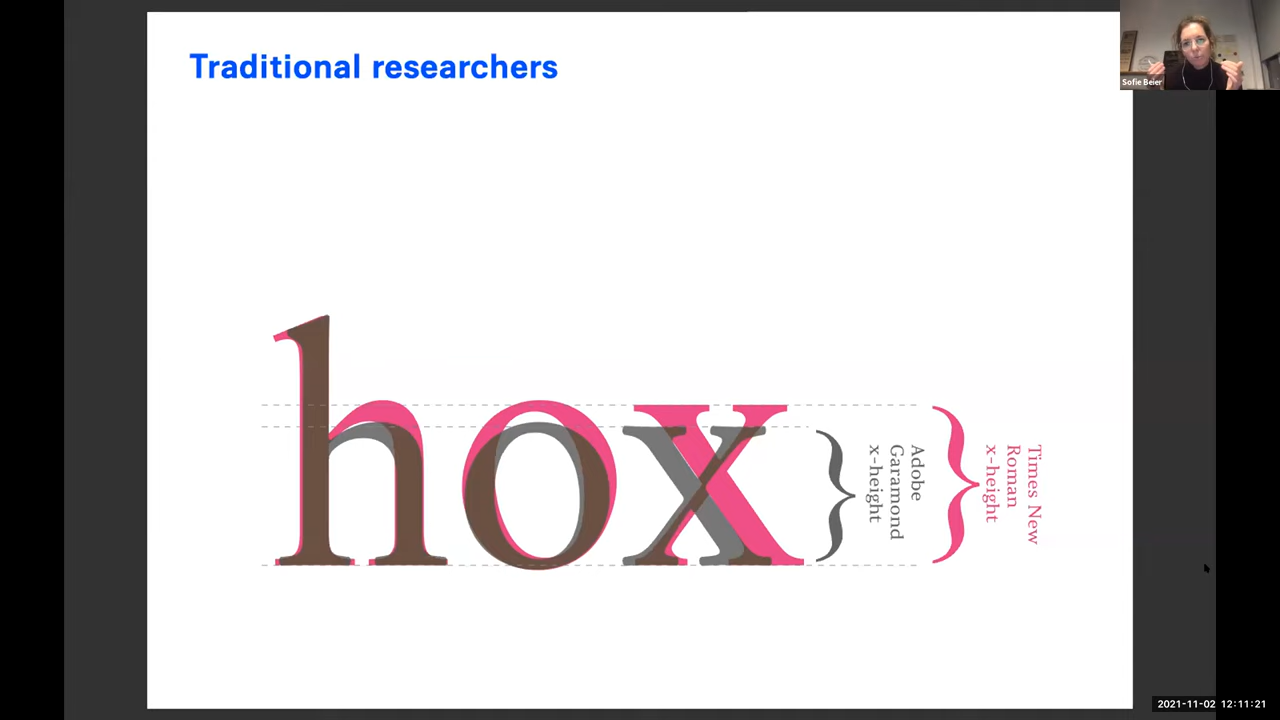 Traditional researchers
Sofie Beier
hox
Adobe
Garamond
x-height
Times New
Roman
x-height
2021-11-02 12:11:21